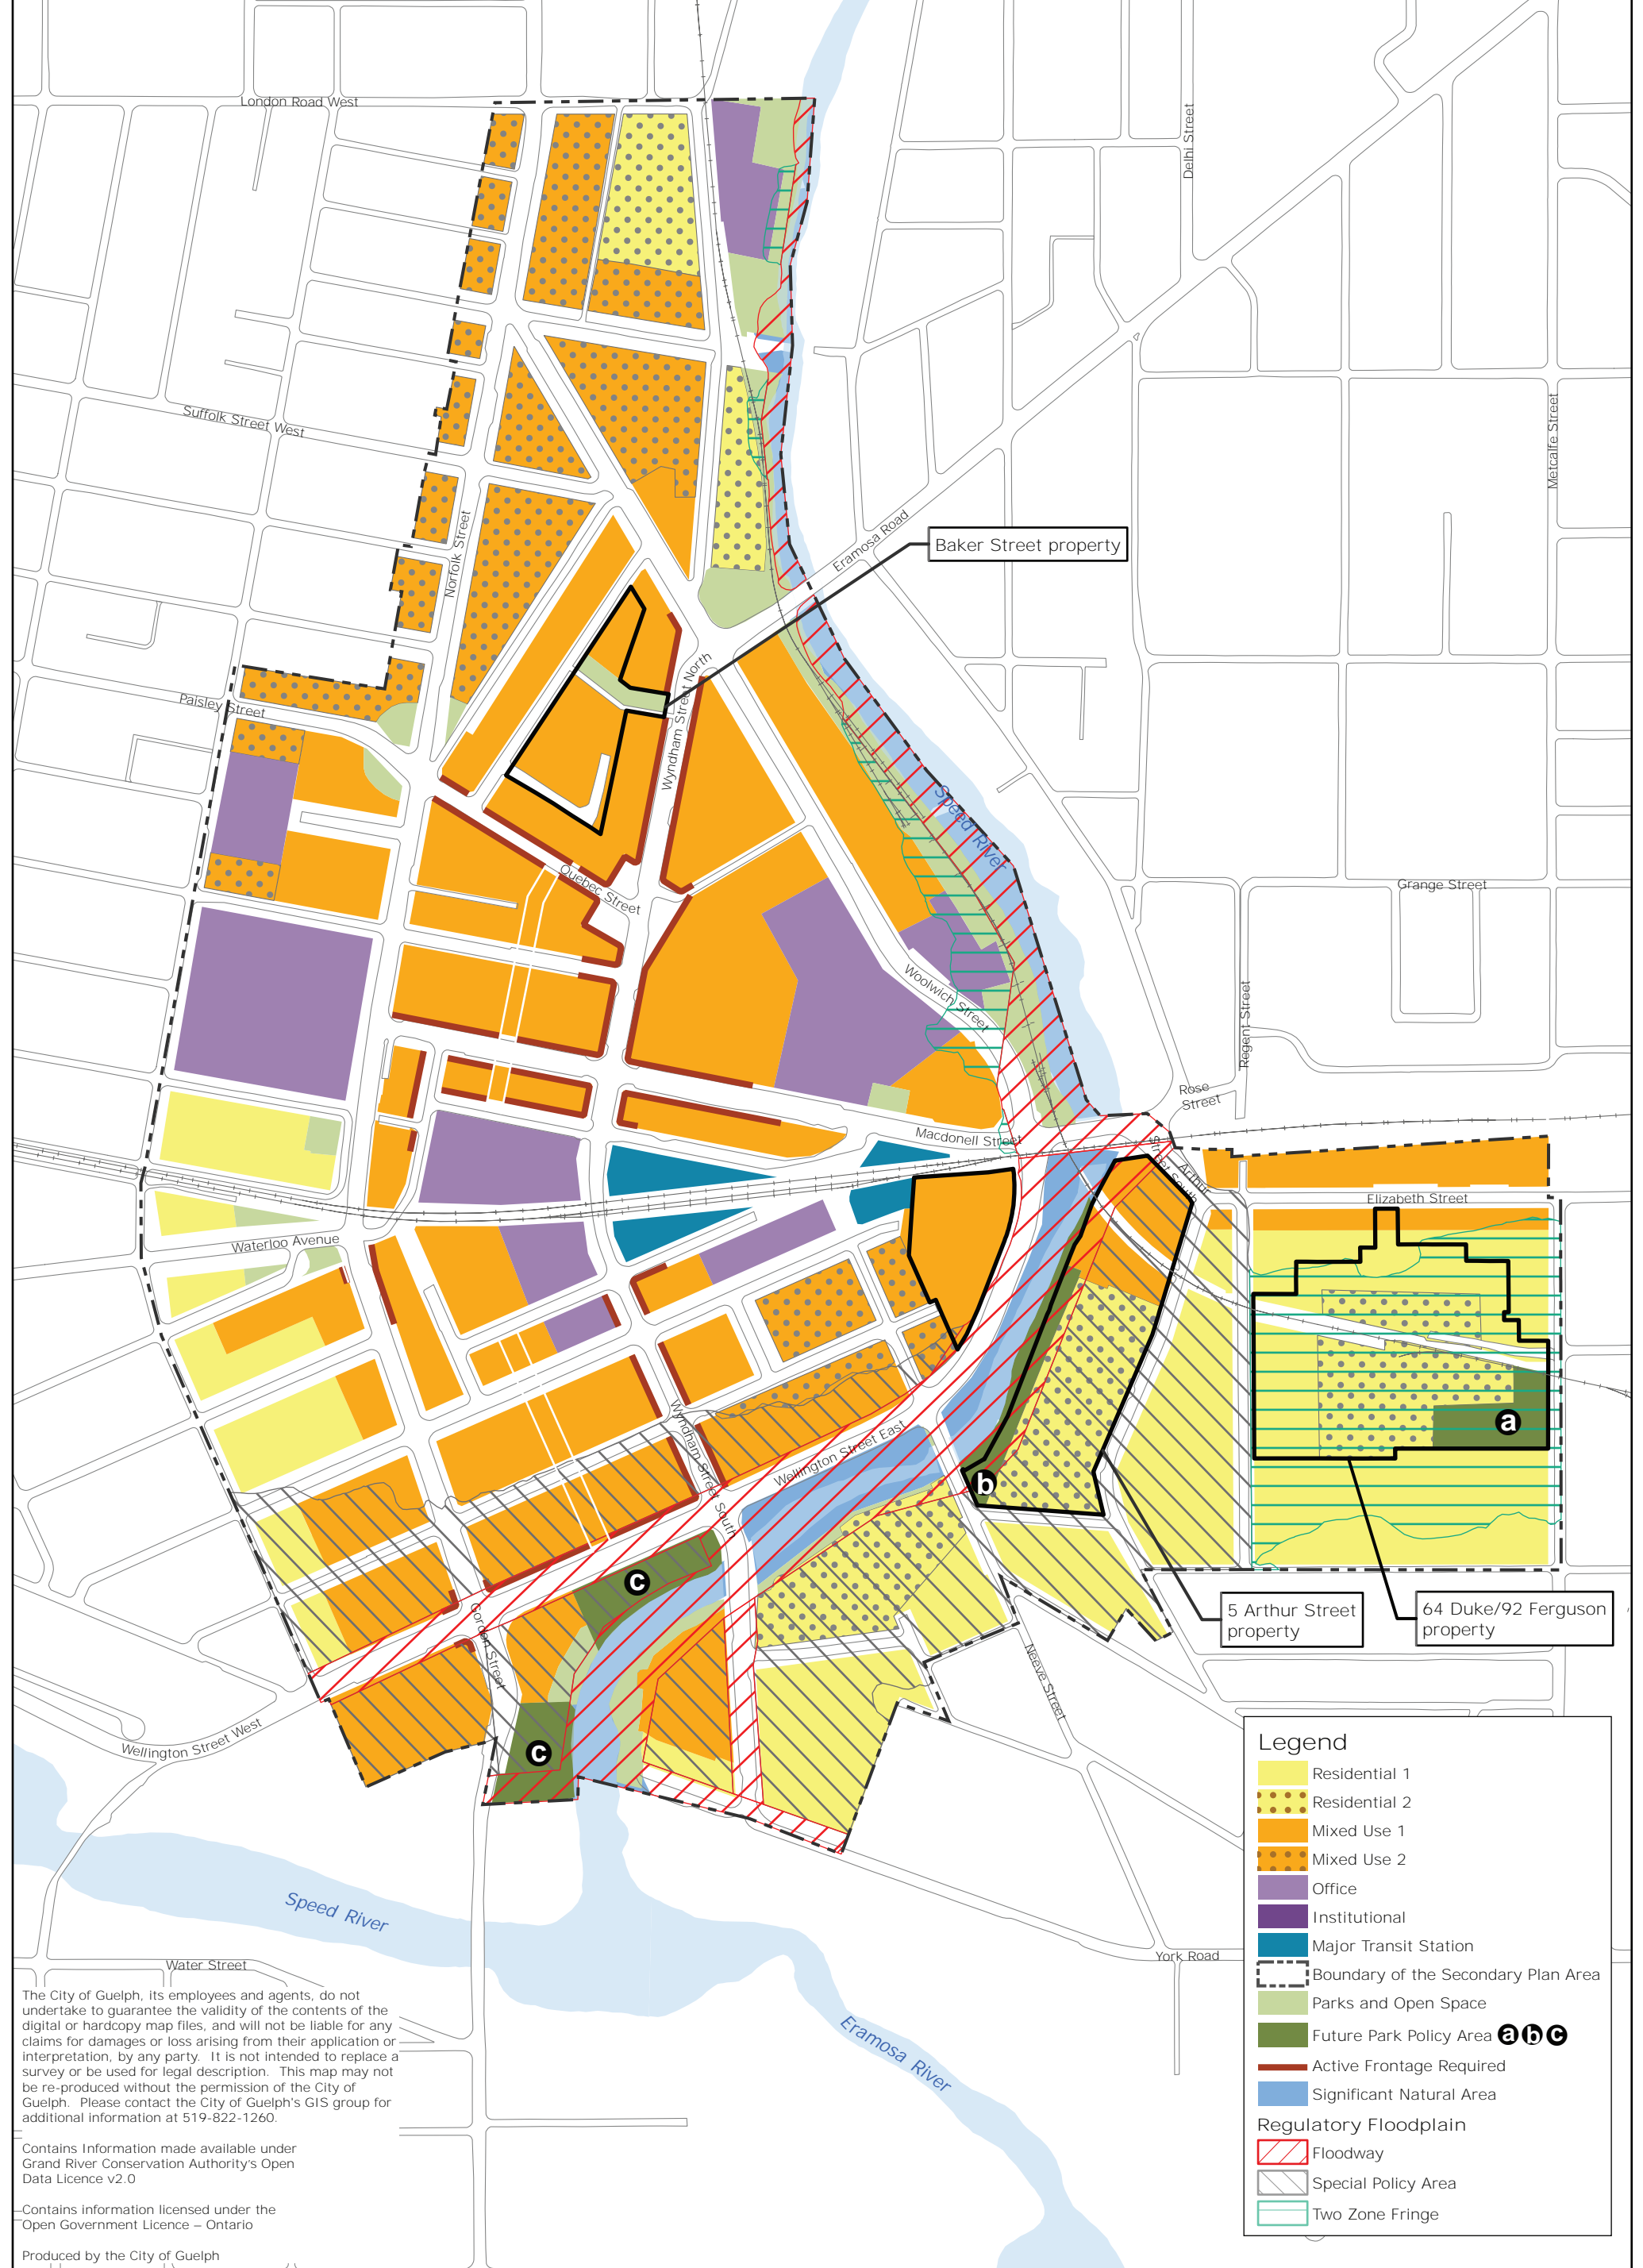 London Road West
Delhi Street
Metcalfe Street
Suffolk Street West
Norfolk Street
Eramosa Road
Baker Street property
Paisley Street
Wyndham Street North
Speed River
Quebec Street
Grange Street
Woolwich Street
Regent Street
Rose
Street
Macdonell Street
Arthur
Street South
Elizabeth Street
Waterloo Avenue
a
Wyndham Street South
Wellington Street East
b
c
Gordon Street
5 Arthur Street
property
64 Duke/92 Ferguson
property
Neeve Street
c
Wellington Street West
Speed River
Water Street
York Road
Eramosa River
Legend
Residential 1
Residential 2
Mixed Use 1
Mixed Use 2
Office
Institutional
Major Transit Station
Boundary of the Secondary Plan Area
Parks and Open Space
Future Park Policy Area a b c
Active Frontage Required
Significant Natural Area
Regulatory Floodplain
Floodway
Special Policy Area
Two Zone Fringe
The City of Guelph, its employees and agents, do not
undertake to guarantee the validity of the contents of the
digital or hardcopy map files, and will not be liable for any
claims for damages or loss arising from their application or
interpretation, by any party. It is not intended to replace a
survey or be used for legal description. This map may not
be re-produced without the permission of the City of
Guelph. Please contact the City of Guelph's GIS group for
additional information at 519-822-1260.
Contains Information made available under
Grand River Conservation Authority's Open
Data Licence v2.0
Contains information licensed under the
Open Government Licence – Ontario
Produced by the City of Guelph